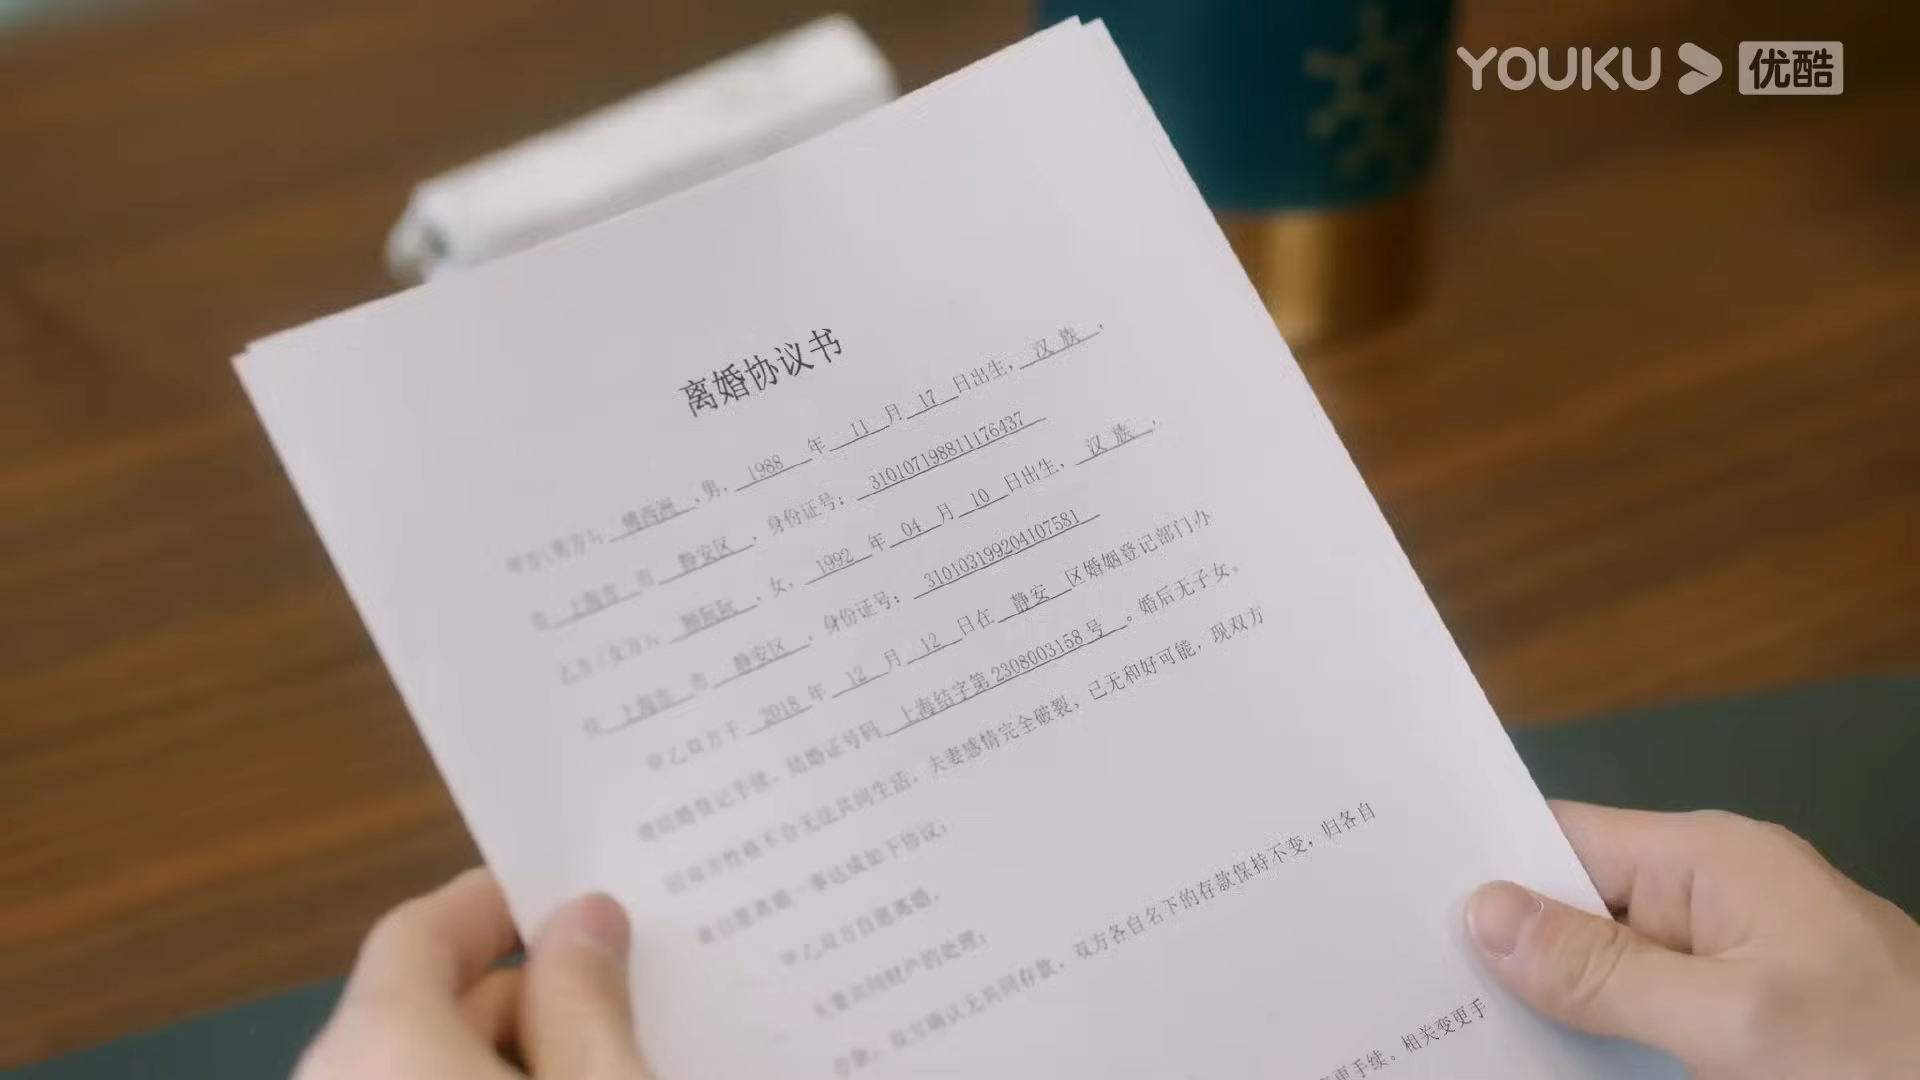 YOUKU 优酷
离婚协议书
甲方(男方): 傅西洲 ,男, 1988 年 11 月 17 日出生, 汉族 ,
住 上海市 市 静安区 , 身份证号: 310107198811176437
乙方(女方): 顾阮阮 , 女, 1992 年 04 月 10 日出生, 汉族 ,
住 上海市 市 静安区 , 身份证号: 310103199204107581
甲乙双方于 2018 年 12 月 12 日在 静安 区婚姻登记部门办
理结婚登记手续, 结婚证号码 上海结字第 2308003158 号 。婚后无子女。
因双方性格不合无法共同生活, 夫妻感情完全破裂, 已无和好可能, 现双方
就自愿离婚一事达成如下协议:
甲乙双方自愿离婚。
夫妻共同财产的处理:
存款: 双方确认无共同存款, 双方各自名下的存款保持不变, 归各自
更手续。相关变更手